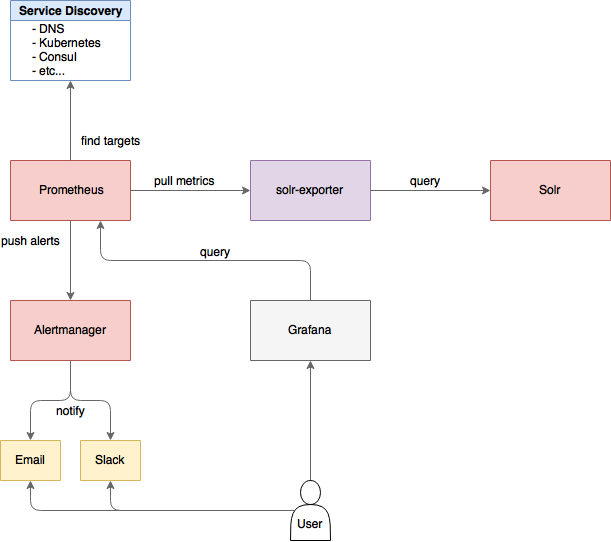 Service Discovery
- DNS
- Kubernetes
- Consul
- etc...
find targets
Prometheus
pull metrics
solr-exporter
query
Solr
push alerts
query
Alertmanager
Grafana
notify
Email
Slack
User